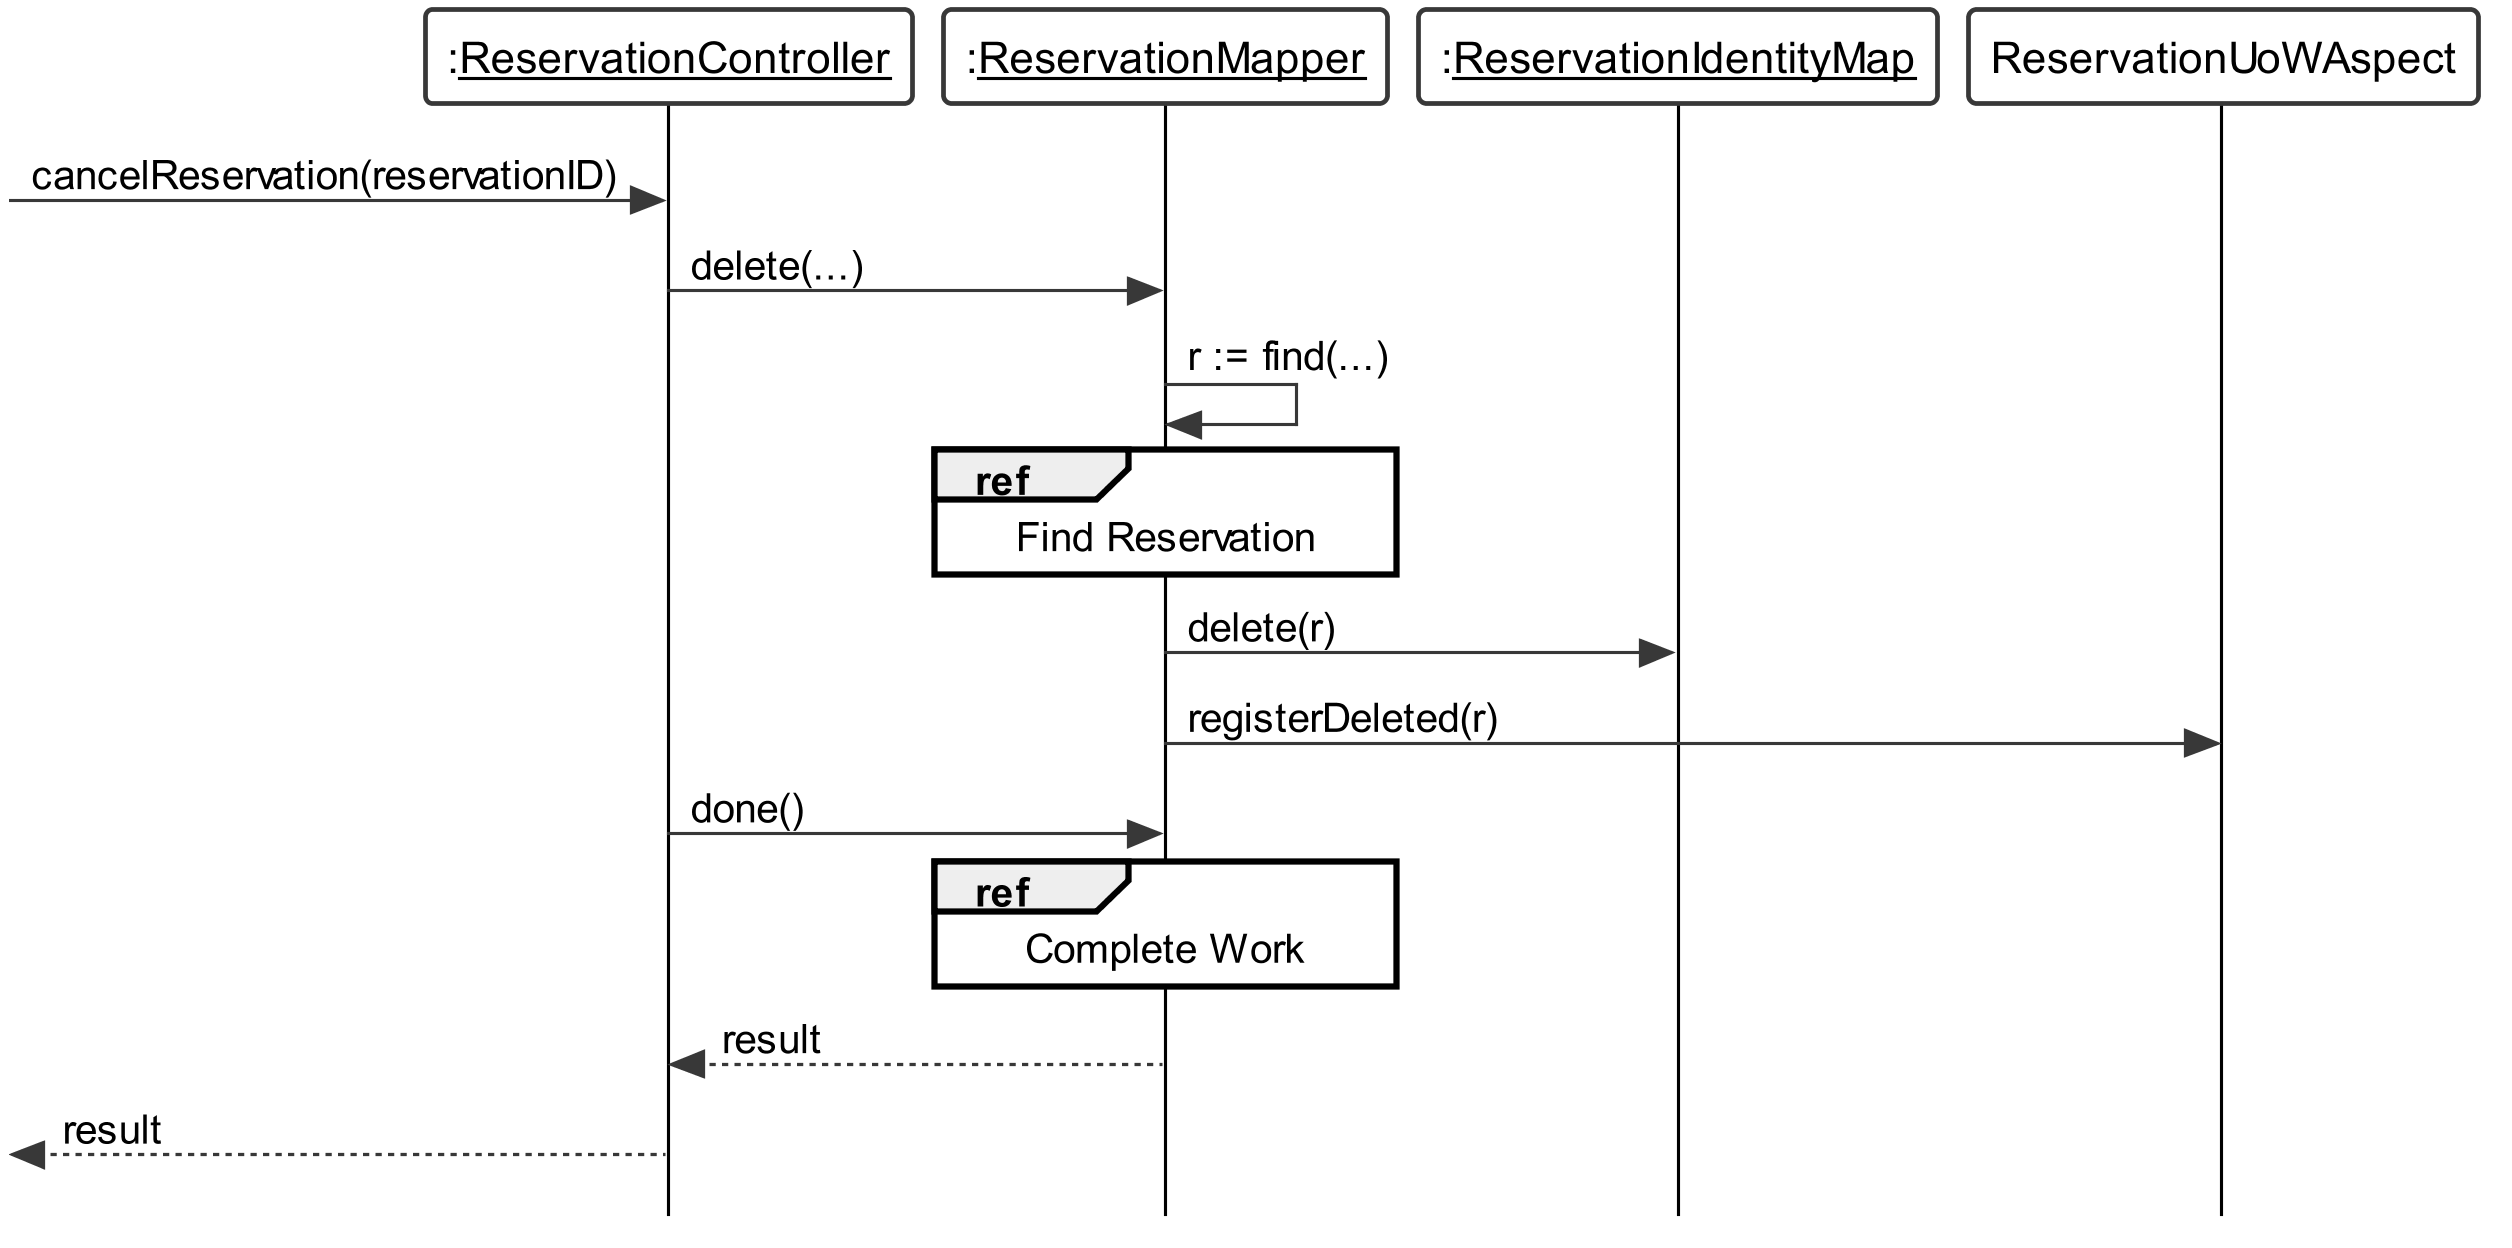 :ReservationController
:ReservationMapper
:ReservationIdentityMap
ReservationUoWAspect
cancelReservation(reservationID)
delete(…)
r := find(…)
ref
Find Reservation
delete(r)
registerDeleted(r)
done()
ref
Complete Work
result
result